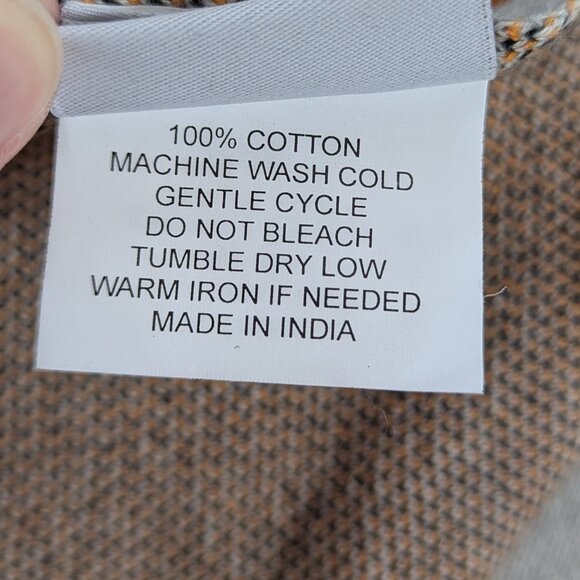 100% COTTON
MACHINE WASH COLD
GENTLE CYCLE
DO NOT BLEACH
TUMBLE DRY LOW
WARM IRON IF NEEDED
MADE IN INDIA